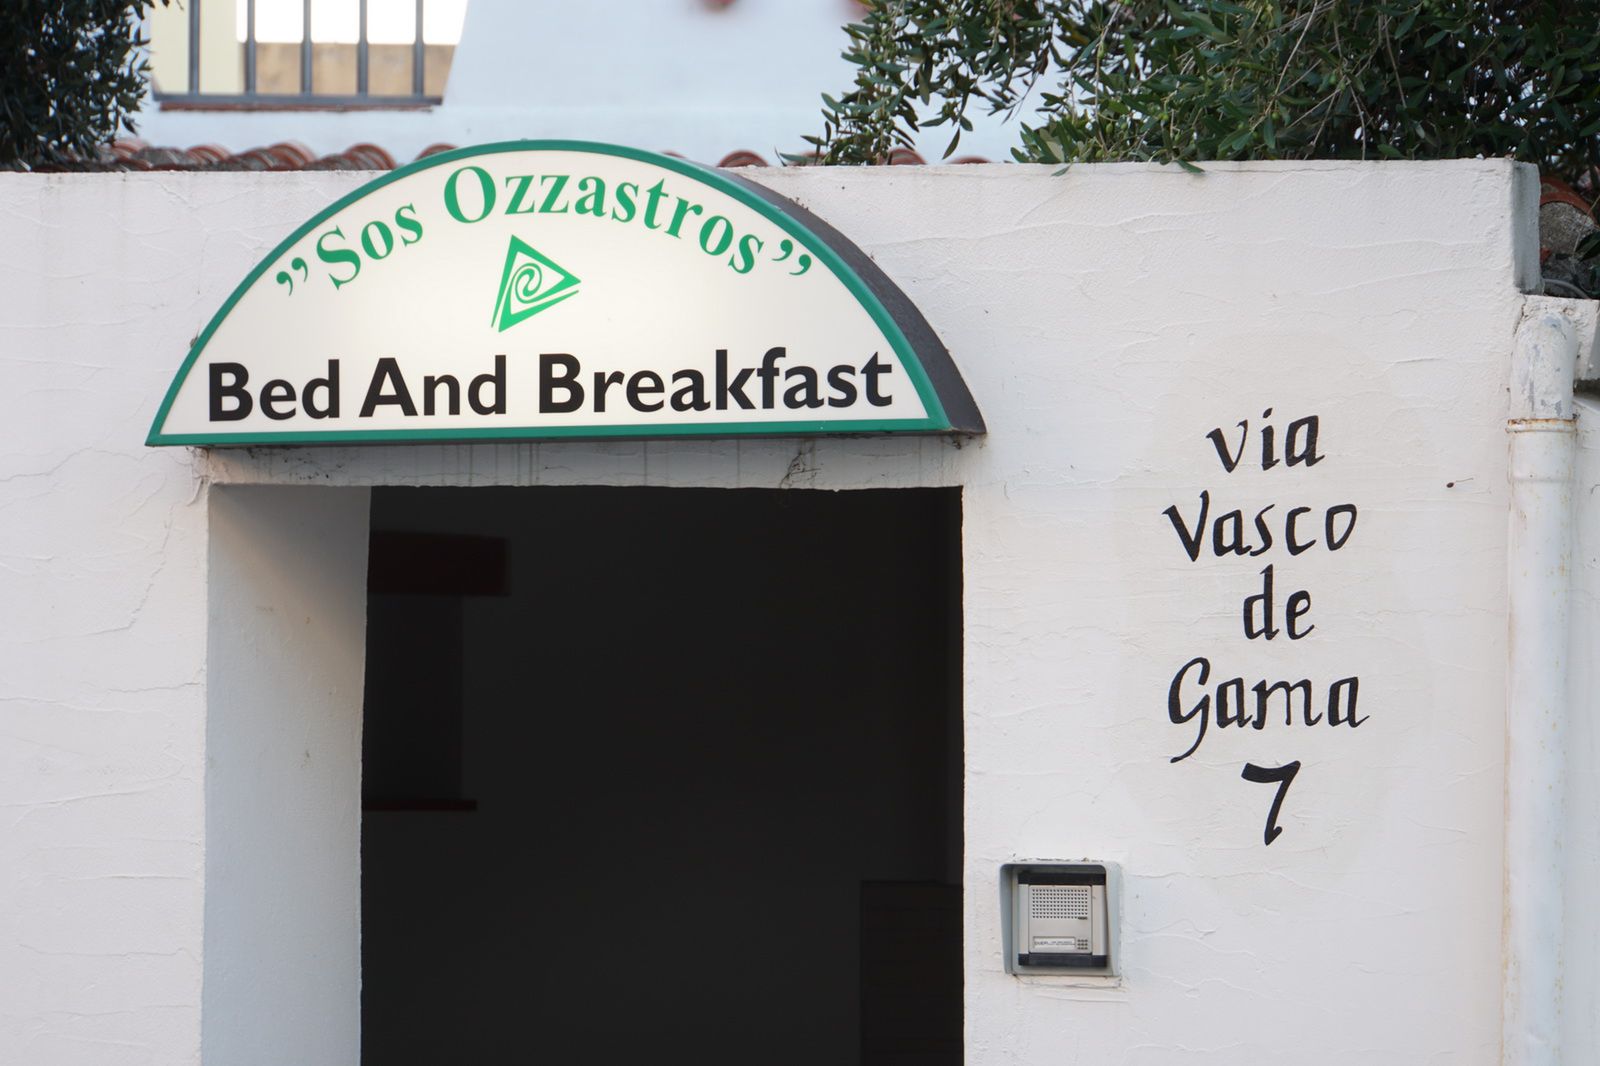 ”Sos Ozzastros”
Bed And Breakfast
via
Vasco
de
Gama
7